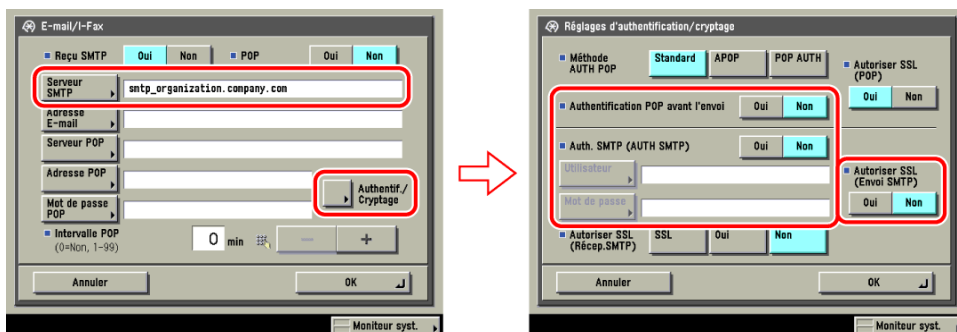 E-mail/I-Fax
Reçu SMTP Oui Non POP Oui Non
Serveur
SMTP smtp_organization.company.com
Adresse
E-mail
Serveur POP
Adresse POP
Authentif./
Cryptage
Mot de passe
POP
Intervalle POP
(0=Non, 1-99) 0 min - +
Annuler OK
Moniteur syst.
Réglages d'authentification/cryptage
Méthode
AUTH POP Standard APOP POP AUTH
Autoriser SSL
(POP)
Oui Non
Authentification POP avant l'envoi Oui Non
Auth. SMTP (AUTH SMTP) Oui Non
Utilisateur
Mot de passe
Autoriser SSL
(Envoi SMTP)
Oui Non
Autoriser SSL
(Récep.SMTP) SSL Oui Non
Annuler OK
Moniteur syst.